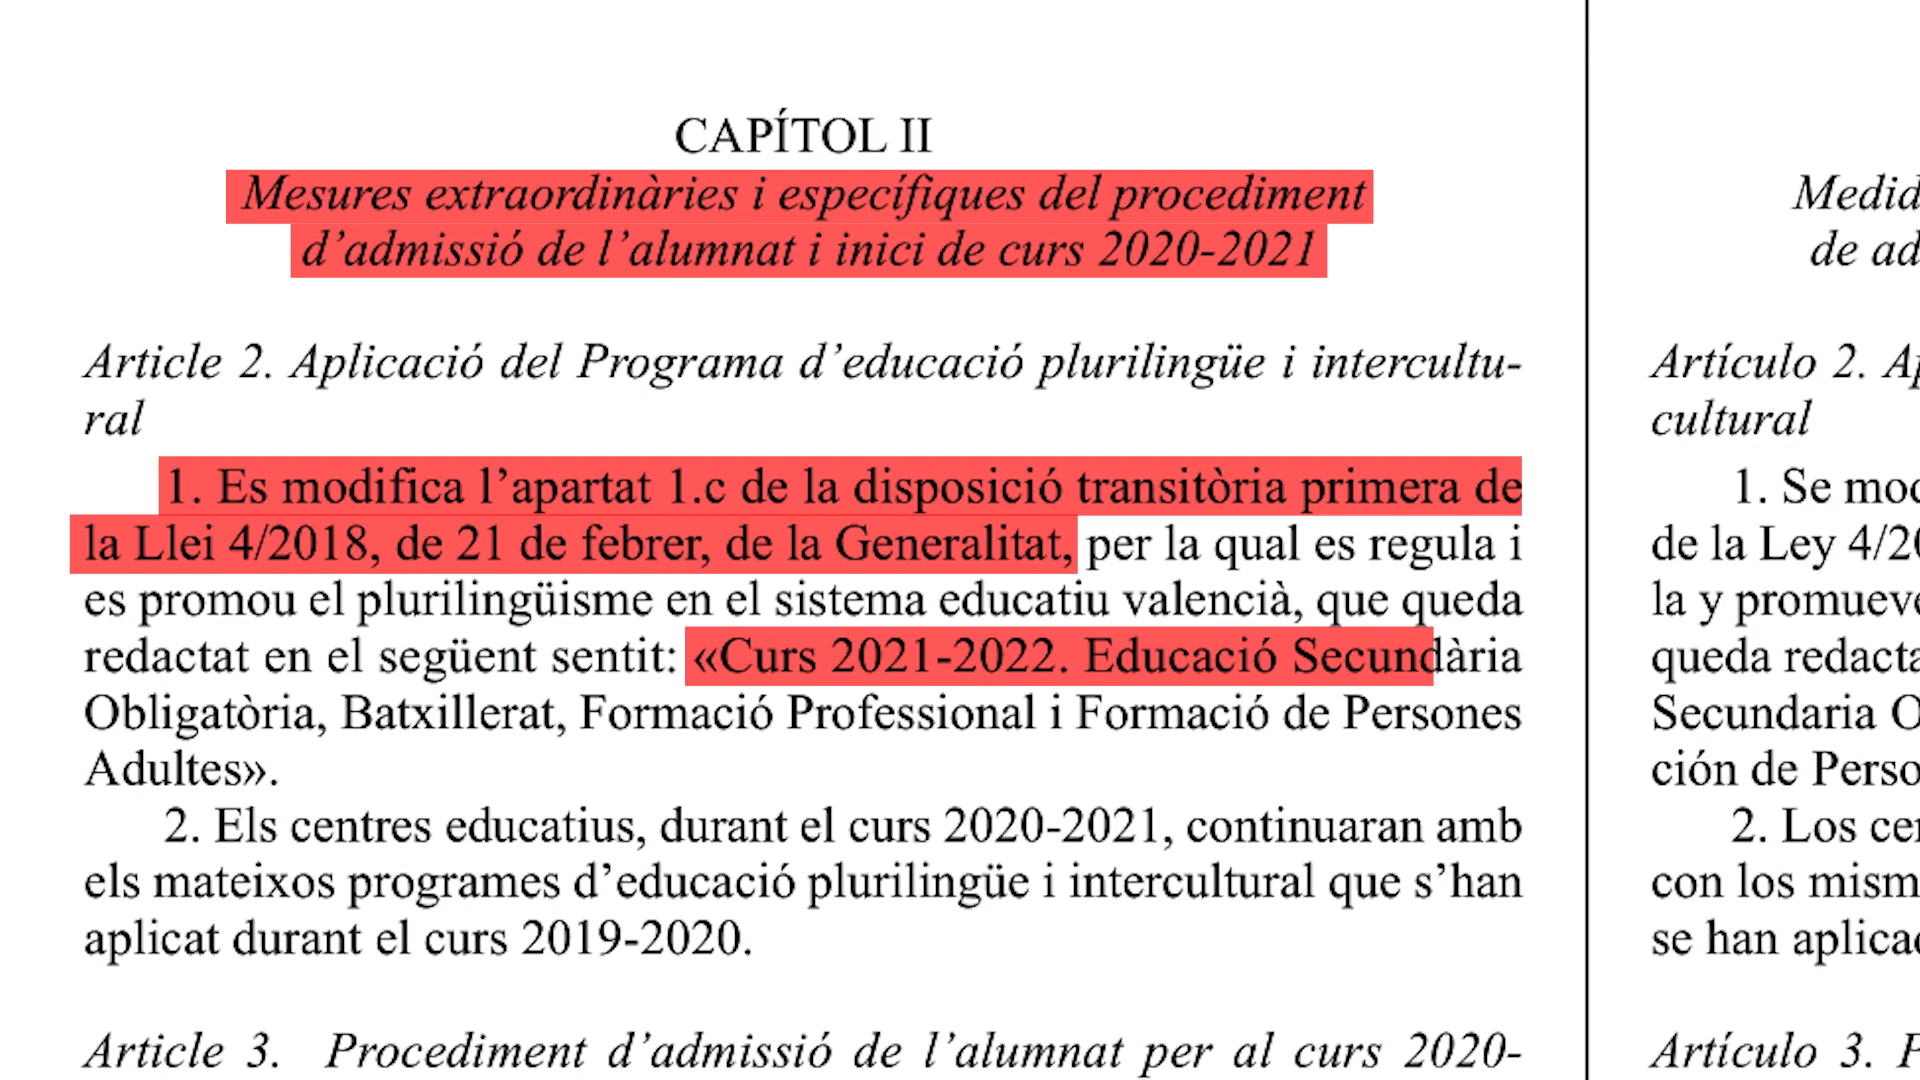 CAPÍTOL II
Mesures extraordinàries i específiques del procediment
d’admissió de l’alumnat i inici de curs 2020-2021
Article 2. Aplicació del Programa d’educació plurilingüe i intercultu-
ral
1. Es modifica l’apartat 1.c de la disposició transitòria primera de
la Llei 4/2018, de 21 de febrer, de la Generalitat, per la qual es regula i
es promou el plurilingüisme en el sistema educatiu valencià, que queda
redactat en el següent sentit: «Curs 2021-2022. Educació Secundària
Obligatòria, Batxillerat, Formació Professional i Formació de Persones
Adultes».
2. Els centres educatius, durant el curs 2020-2021, continuaran amb
els mateixos programes d’educació plurilingüe i intercultural que s’han
aplicat durant el curs 2019-2020.
Article 3. Procediment d’admissió de l’alumnat per al curs 2020-
Medid
de ad
Artículo 2. Ap
cultural
1. Se mod
de la Ley 4/20
la y promueve
queda redacta
Secundaria O
ción de Perso
2. Los cen
con los mism
se han aplicad
Artículo 3. P